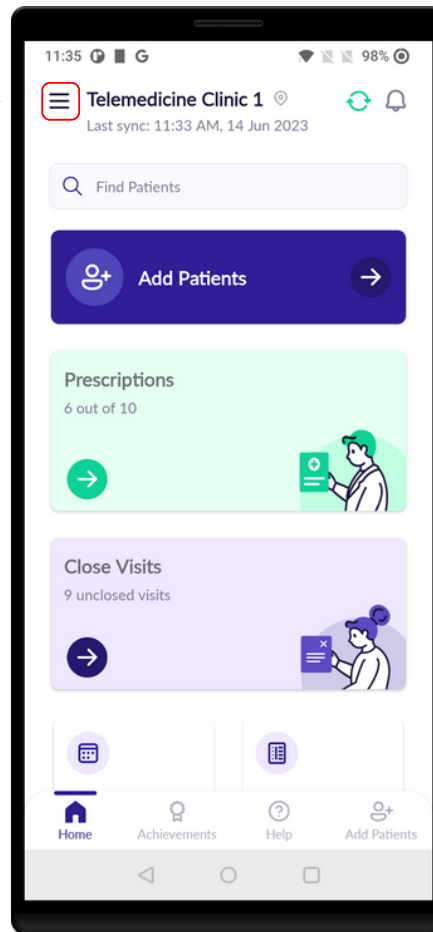 11:35 G 98%
Telemedicine Clinic 1
Last sync: 11:33 AM, 14 Jun 2023
Find Patients
Add Patients
Prescriptions
6 out of 10
Close Visits
9 unclosed visits
Home Achievements Help Add Patients